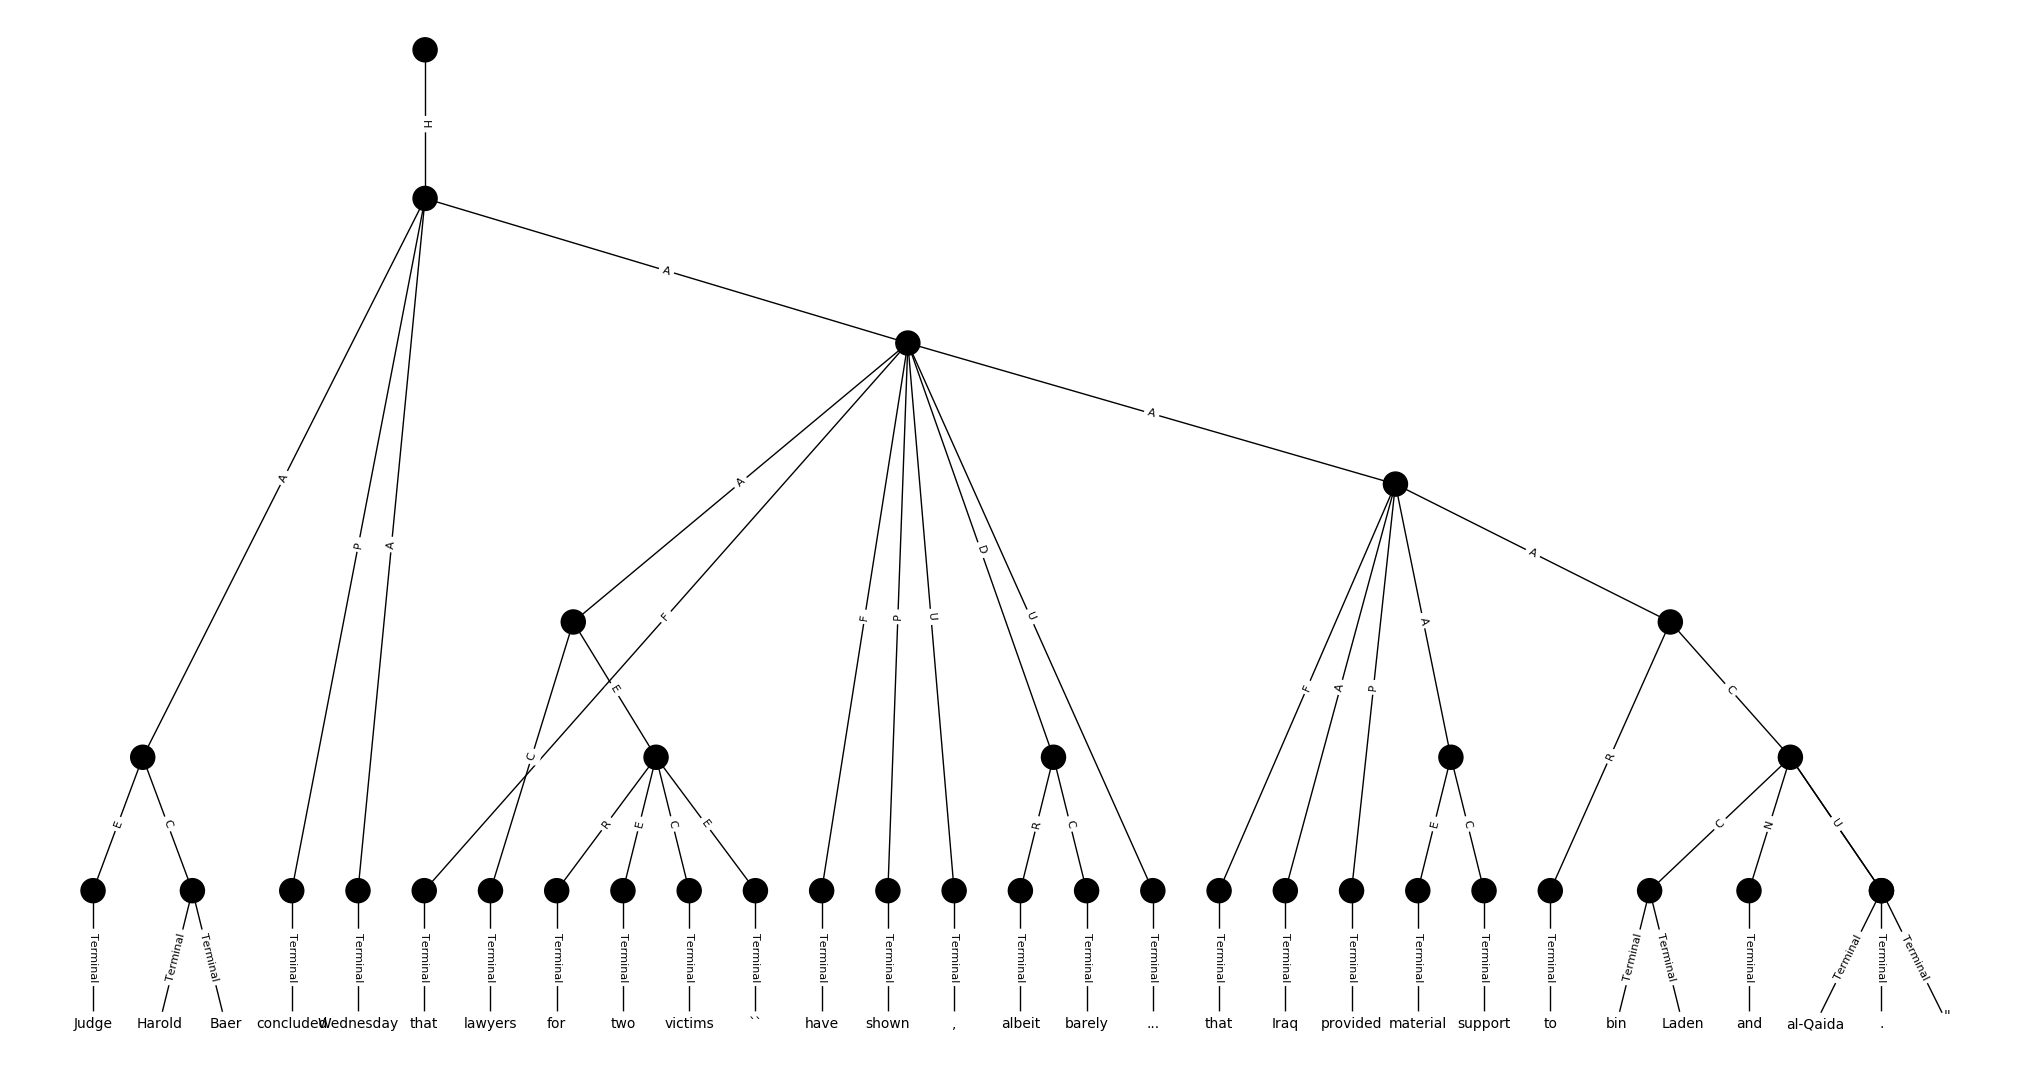 H
A
A
A
P
A
A
D
A
A
F
F
P
U
U
A
E
F
A
P
C
C
R
E
C
R
E
C
E
R
C
E
C
C
N
U
Terminal Terminal Terminal Terminal Terminal Terminal Terminal Terminal Terminal Terminal Terminal Terminal Terminal Terminal Terminal Terminal Terminal Terminal Terminal Terminal Terminal Terminal Terminal Terminal Terminal Terminal Terminal Terminal Terminal
Judge Harold Baer concluded Wednesday that lawyers for two victims `` have shown , albeit barely ... that Iraq provided material support to bin Laden and al-Qaida . "